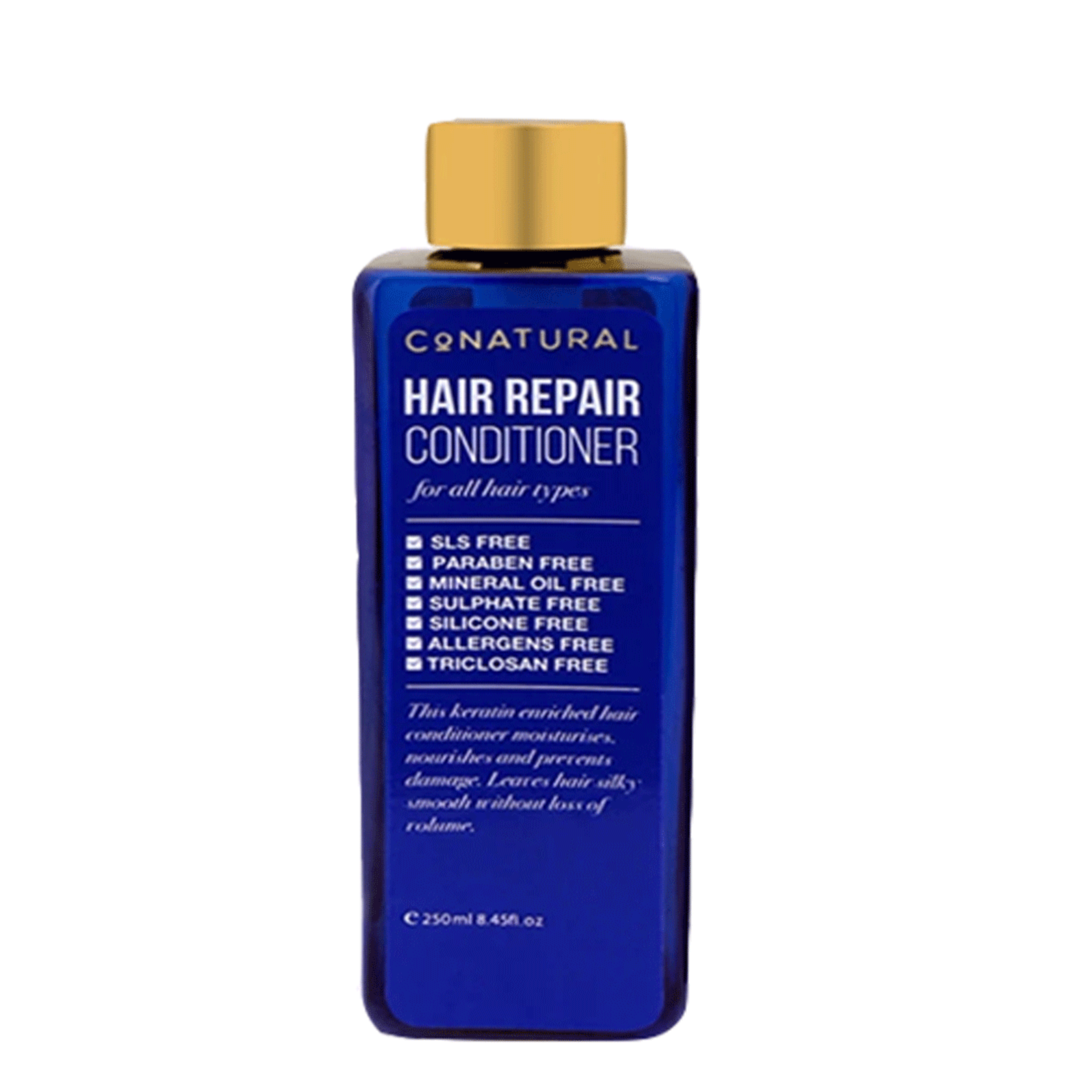 CoNATURAL
HAIR REPAIR
CONDITIONER
for all hair types
SLS FREE
PARABEN FREE
MINERAL OIL FREE
SULPHATE FREE
SILICONE FREE
ALLERGENS FREE
TRICLOSAN FREE
This keratin enriched hair
conditioner moisturises,
nourishes and prevents
damage. Leaves hair silky
smooth without loss of
volume.
℮ 250ml 8.45fl.oz